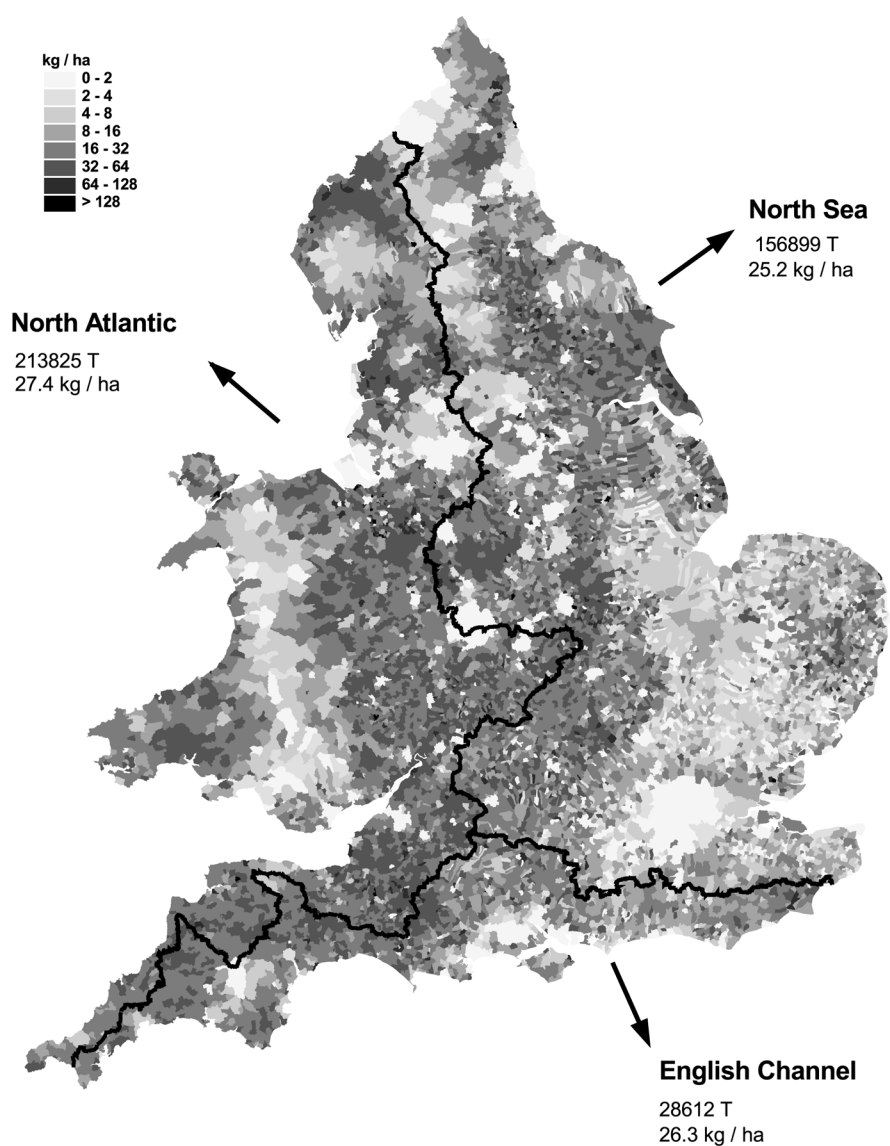 kg / ha
0 - 2
2 - 4
4 - 8
8 - 16
16 - 32
32 - 64
64 - 128
> 128
North Sea
156899 T
25.2 kg / ha
North Atlantic
213825 T
27.4 kg / ha
English Channel
28612 T
26.3 kg / ha